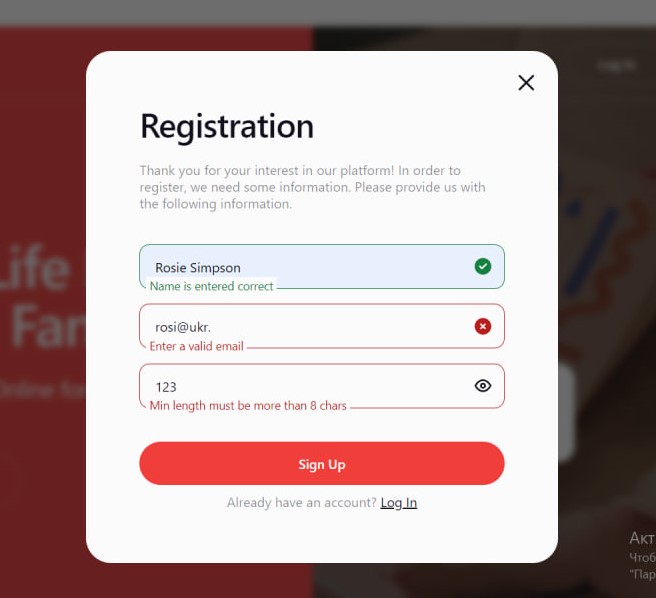 Log In
Life
Fan
Online for
Registration
Thank you for your interest in our platform! In order to
register, we need some information. Please provide us with
the following information.
Rosie Simpson
Name is entered correct
rosi@ukr.
Enter a valid email
123
Min length must be more than 8 chars
Sign Up
Already have an account? Log In
Акт
Чтоб
"Пар